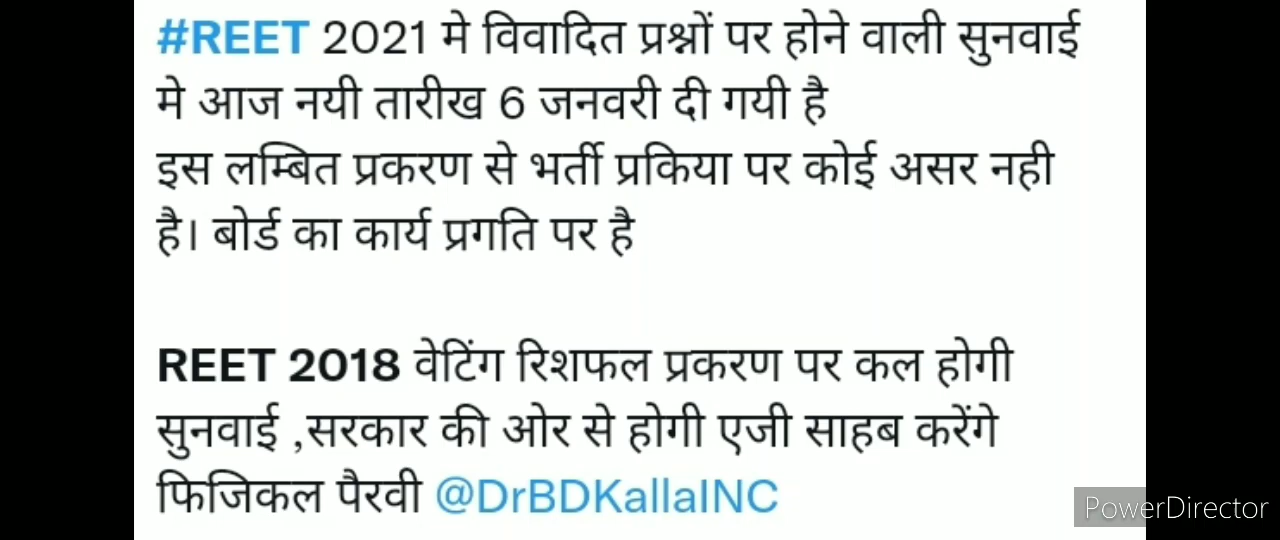 #REET 2021 मे विवादित प्रश्नों पर होने वाली सुनवाई
मे आज नयी तारीख 6 जनवरी दी गयी है
इस लम्बित प्रकरण से भर्ती प्रकिया पर कोई असर नही
है। बोर्ड का कार्य प्रगति पर है
REET 2018 वेटिंग रिशफल प्रकरण पर कल होगी
सुनवाई ,सरकार की ओर से होगी एजी साहब करेंगे
फिजिकल पैरवी @DrBDKallaINC
PowerDirector